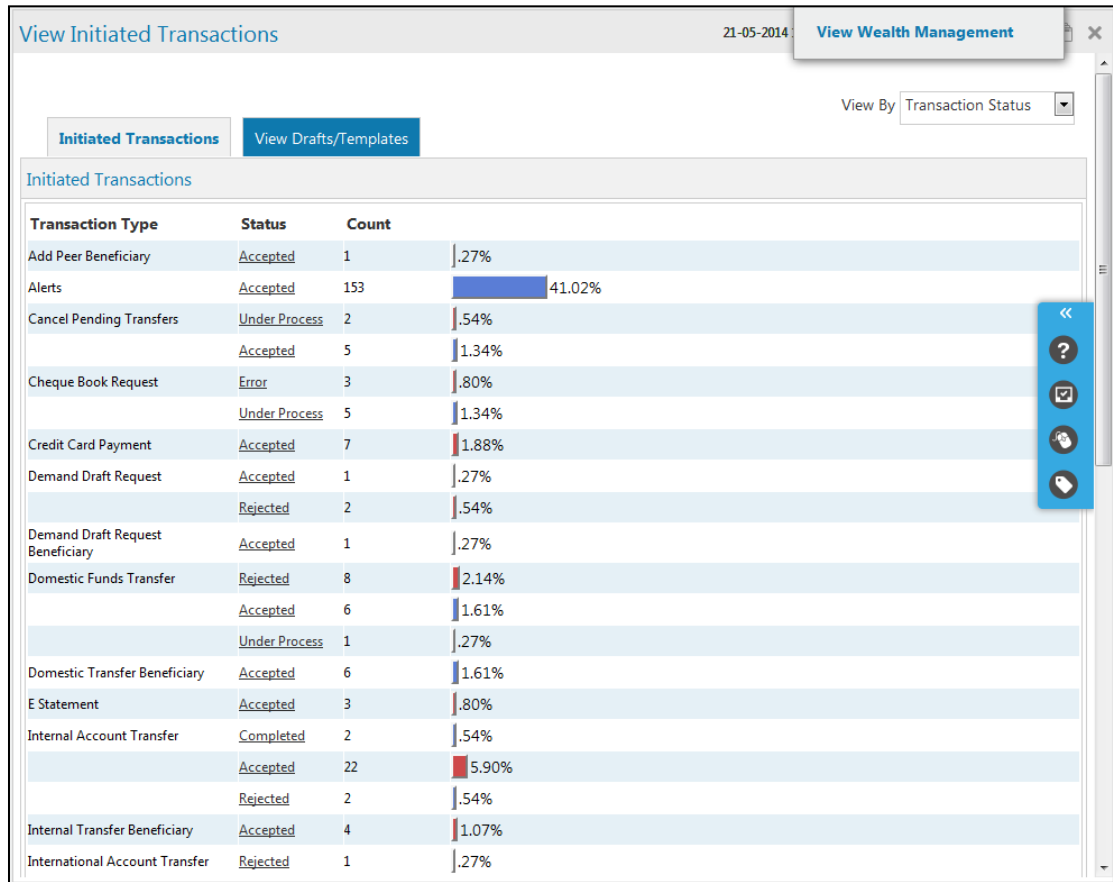 View Initiated Transactions 21-05-2014 View Wealth Management
View By Transaction Status
Initiated Transactions View Drafts/Templates
Initiated Transactions
Transaction Type Status Count
Add Peer Beneficiary Accepted 1 .27%
Alerts Accepted 153 41.02%
Cancel Pending Transfers Under Process 2 .54%
Accepted 5 1.34%
Cheque Book Request Error 3 .80%
Under Process 5 1.34%
Credit Card Payment Accepted 7 1.88%
Demand Draft Request Accepted 1 .27%
Rejected 2 .54%
Demand Draft Request
Beneficiary Accepted 1 .27%
Domestic Funds Transfer Rejected 8 2.14%
Accepted 6 1.61%
Under Process 1 .27%
Domestic Transfer Beneficiary Accepted 6 1.61%
E Statement Accepted 3 .80%
Internal Account Transfer Completed 2 .54%
Accepted 22 5.90%
Rejected 2 .54%
Internal Transfer Beneficiary Accepted 4 1.07%
International Account Transfer Rejected 1 .27%